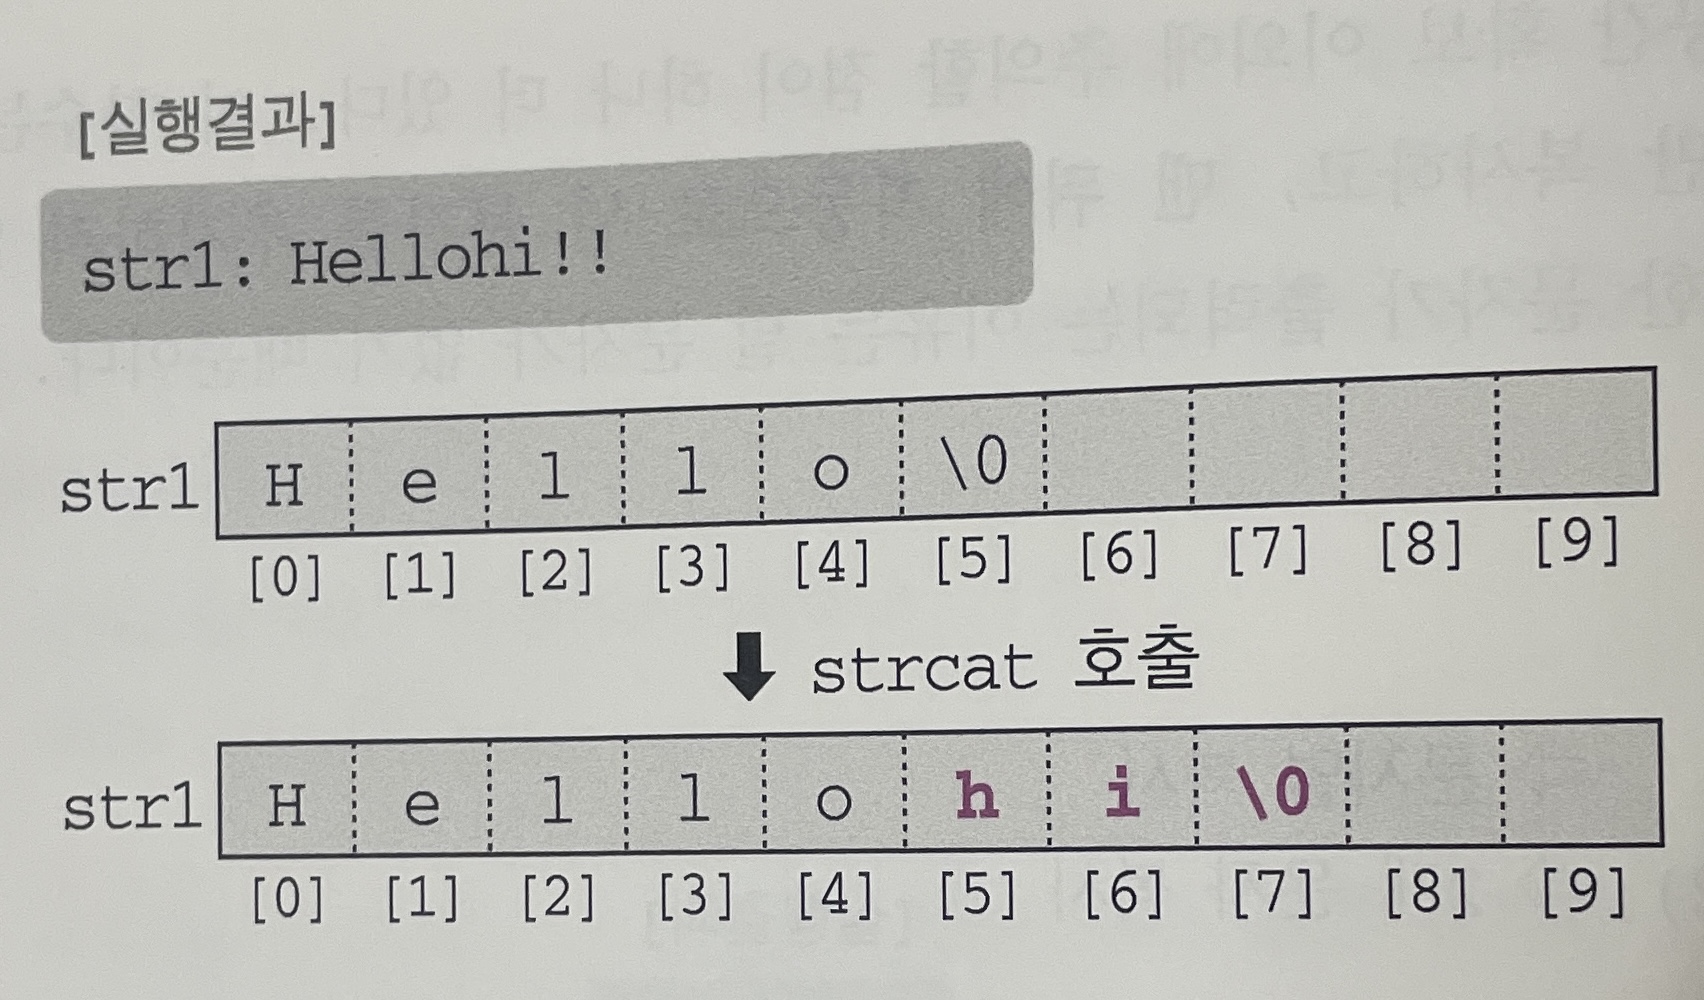 [실행결과]
str1: Hellohi!!
str1 H e l l o \0
[0] [1] [2] [3] [4] [5] [6] [7] [8] [9]
strcat 호출
str1 H e l l o h i \0
[0] [1] [2] [3] [4] [5] [6] [7] [8] [9]